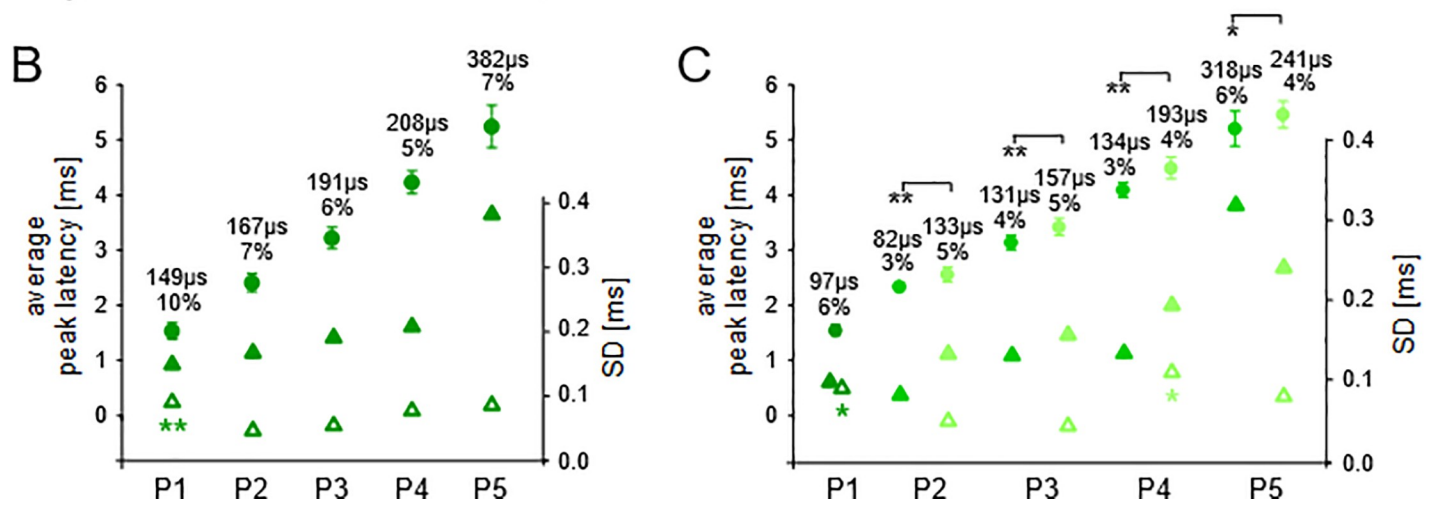 B
average
peak latency [ms]
6
5
4
3
2
1
0
149µs
10%
167µs
7%
191µs
6%
208µs
5%
382µs
7%
**
0.4
0.3
0.2
0.1
0.0
SD [ms]
P1 P2 P3 P4 P5
C
average
peak latency [ms]
6
5
4
3
2
1
0
97µs
6%
82µs
3%
133µs
5%
131µs
4%
157µs
5%
134µs
3%
193µs
4%
318µs
6%
241µs
4%
**
**
**
*
*
*
0.4
0.3
0.2
0.1
0.0
SD [ms]
P1 P2 P3 P4 P5